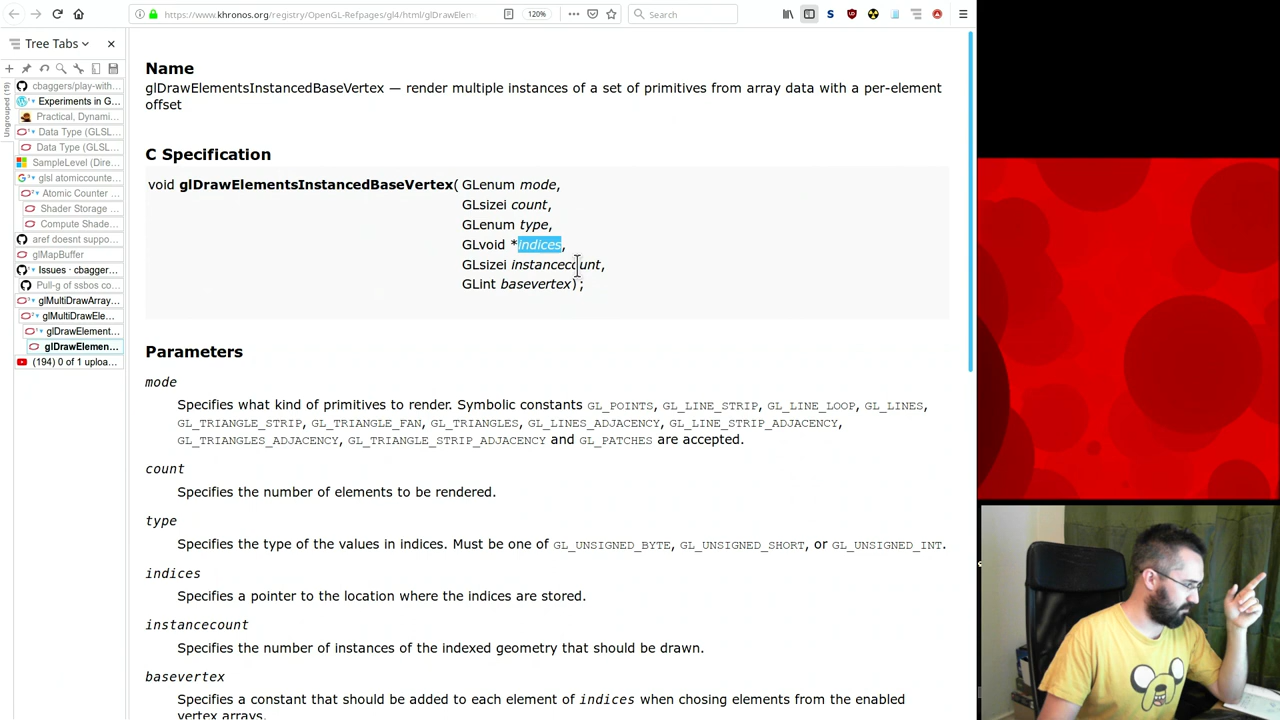 https://www.khronos.org/registry/OpenGL-Refpages/gl4/html/glDrawElen
120%
Search
Tree Tabs
Ungrouped (19)
cbaggers/play-with...
Experiments in G...
Practical, Dynami...
Data Type (GLSL...
Data Type (GLSL...
SampleLevel (Dire...
glsl atomiccounte...
Atomic Counter ...
Shader Storage ...
Compute Shade...
aref doesnt suppo...
glMapBuffer
Issues · cbagger...
Pull-g of ssbos co...
glMultiDrawArray...
glMultiDrawEle...
glDrawElement...
glDrawElemen...
(194) 0 of 1 uploa...
Name
glDrawElementsInstancedBaseVertex — render multiple instances of a set of primitives from array data with a per-element
offset
C Specification
void glDrawElementsInstancedBaseVertex( GLenum mode,
GLsizei count,
GLenum type,
GLvoid *indices,
GLsizei instancecount,
GLint basevertex);
Parameters
mode
Specifies what kind of primitives to render. Symbolic constants GL_POINTS, GL_LINE_STRIP, GL_LINE_LOOP, GL_LINES,
GL_TRIANGLE_STRIP, GL_TRIANGLE_FAN, GL_TRIANGLES, GL_LINES_ADJACENCY, GL_LINE_STRIP_ADJACENCY,
GL_TRIANGLES_ADJACENCY, GL_TRIANGLE_STRIP_ADJACENCY and GL_PATCHES are accepted.
count
Specifies the number of elements to be rendered.
type
Specifies the type of the values in indices. Must be one of GL_UNSIGNED_BYTE, GL_UNSIGNED_SHORT, or GL_UNSIGNED_INT.
indices
Specifies a pointer to the location where the indices are stored.
instancecount
Specifies the number of instances of the indexed geometry that should be drawn.
basevertex
Specifies a constant that should be added to each element of indices when chosing elements from the enabled
vertex arrays.